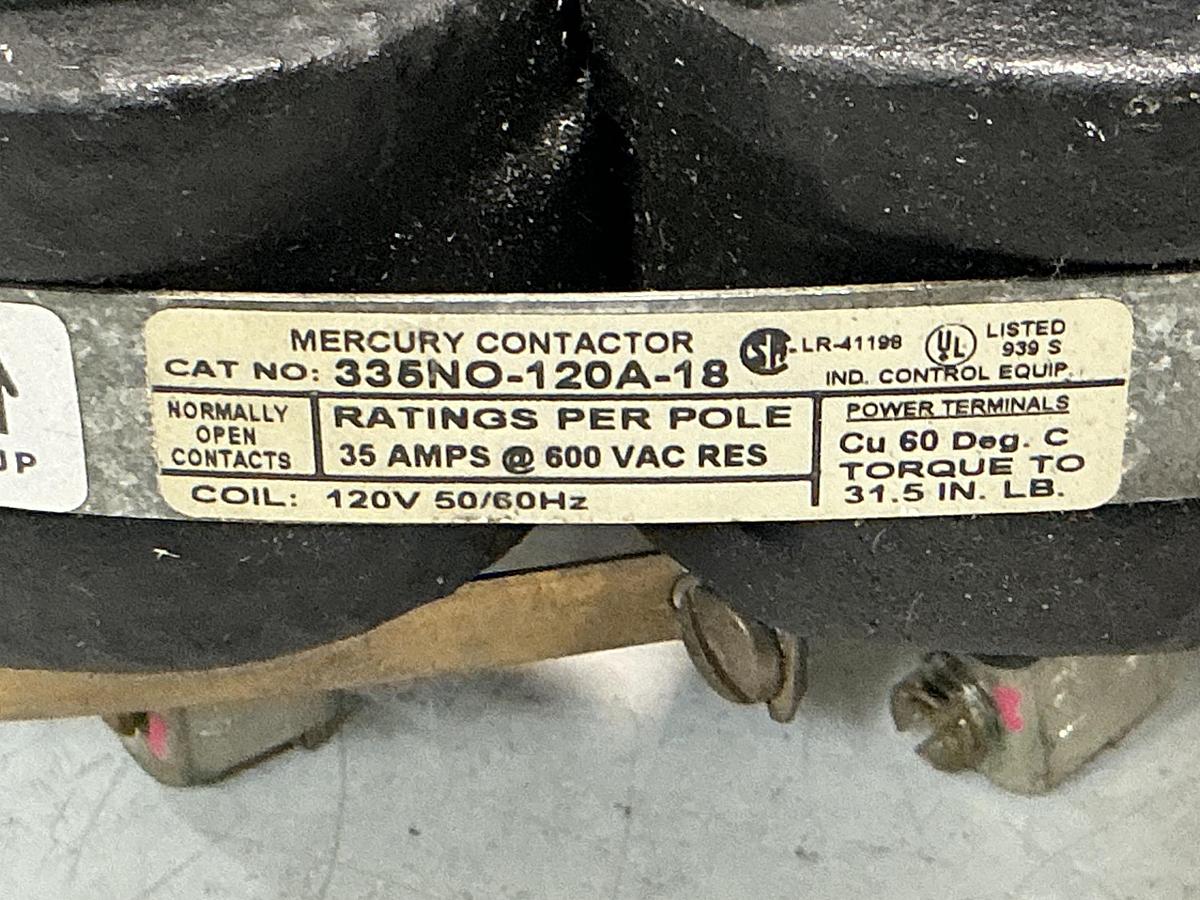 MERCURY CONTACTOR
CAT NO: 335NO-120A-18
LR-41198
UL
LISTED
939 S
IND. CONTROL EQUIP.
NORMALLY
OPEN
CONTACTS
RATINGS PER POLE
35 AMPS @ 600 VAC RES
POWER TERMINALS
Cu 60 Deg. C
TORQUE TO
31.5 IN. LB.
COIL: 120V 50/60Hz
UP